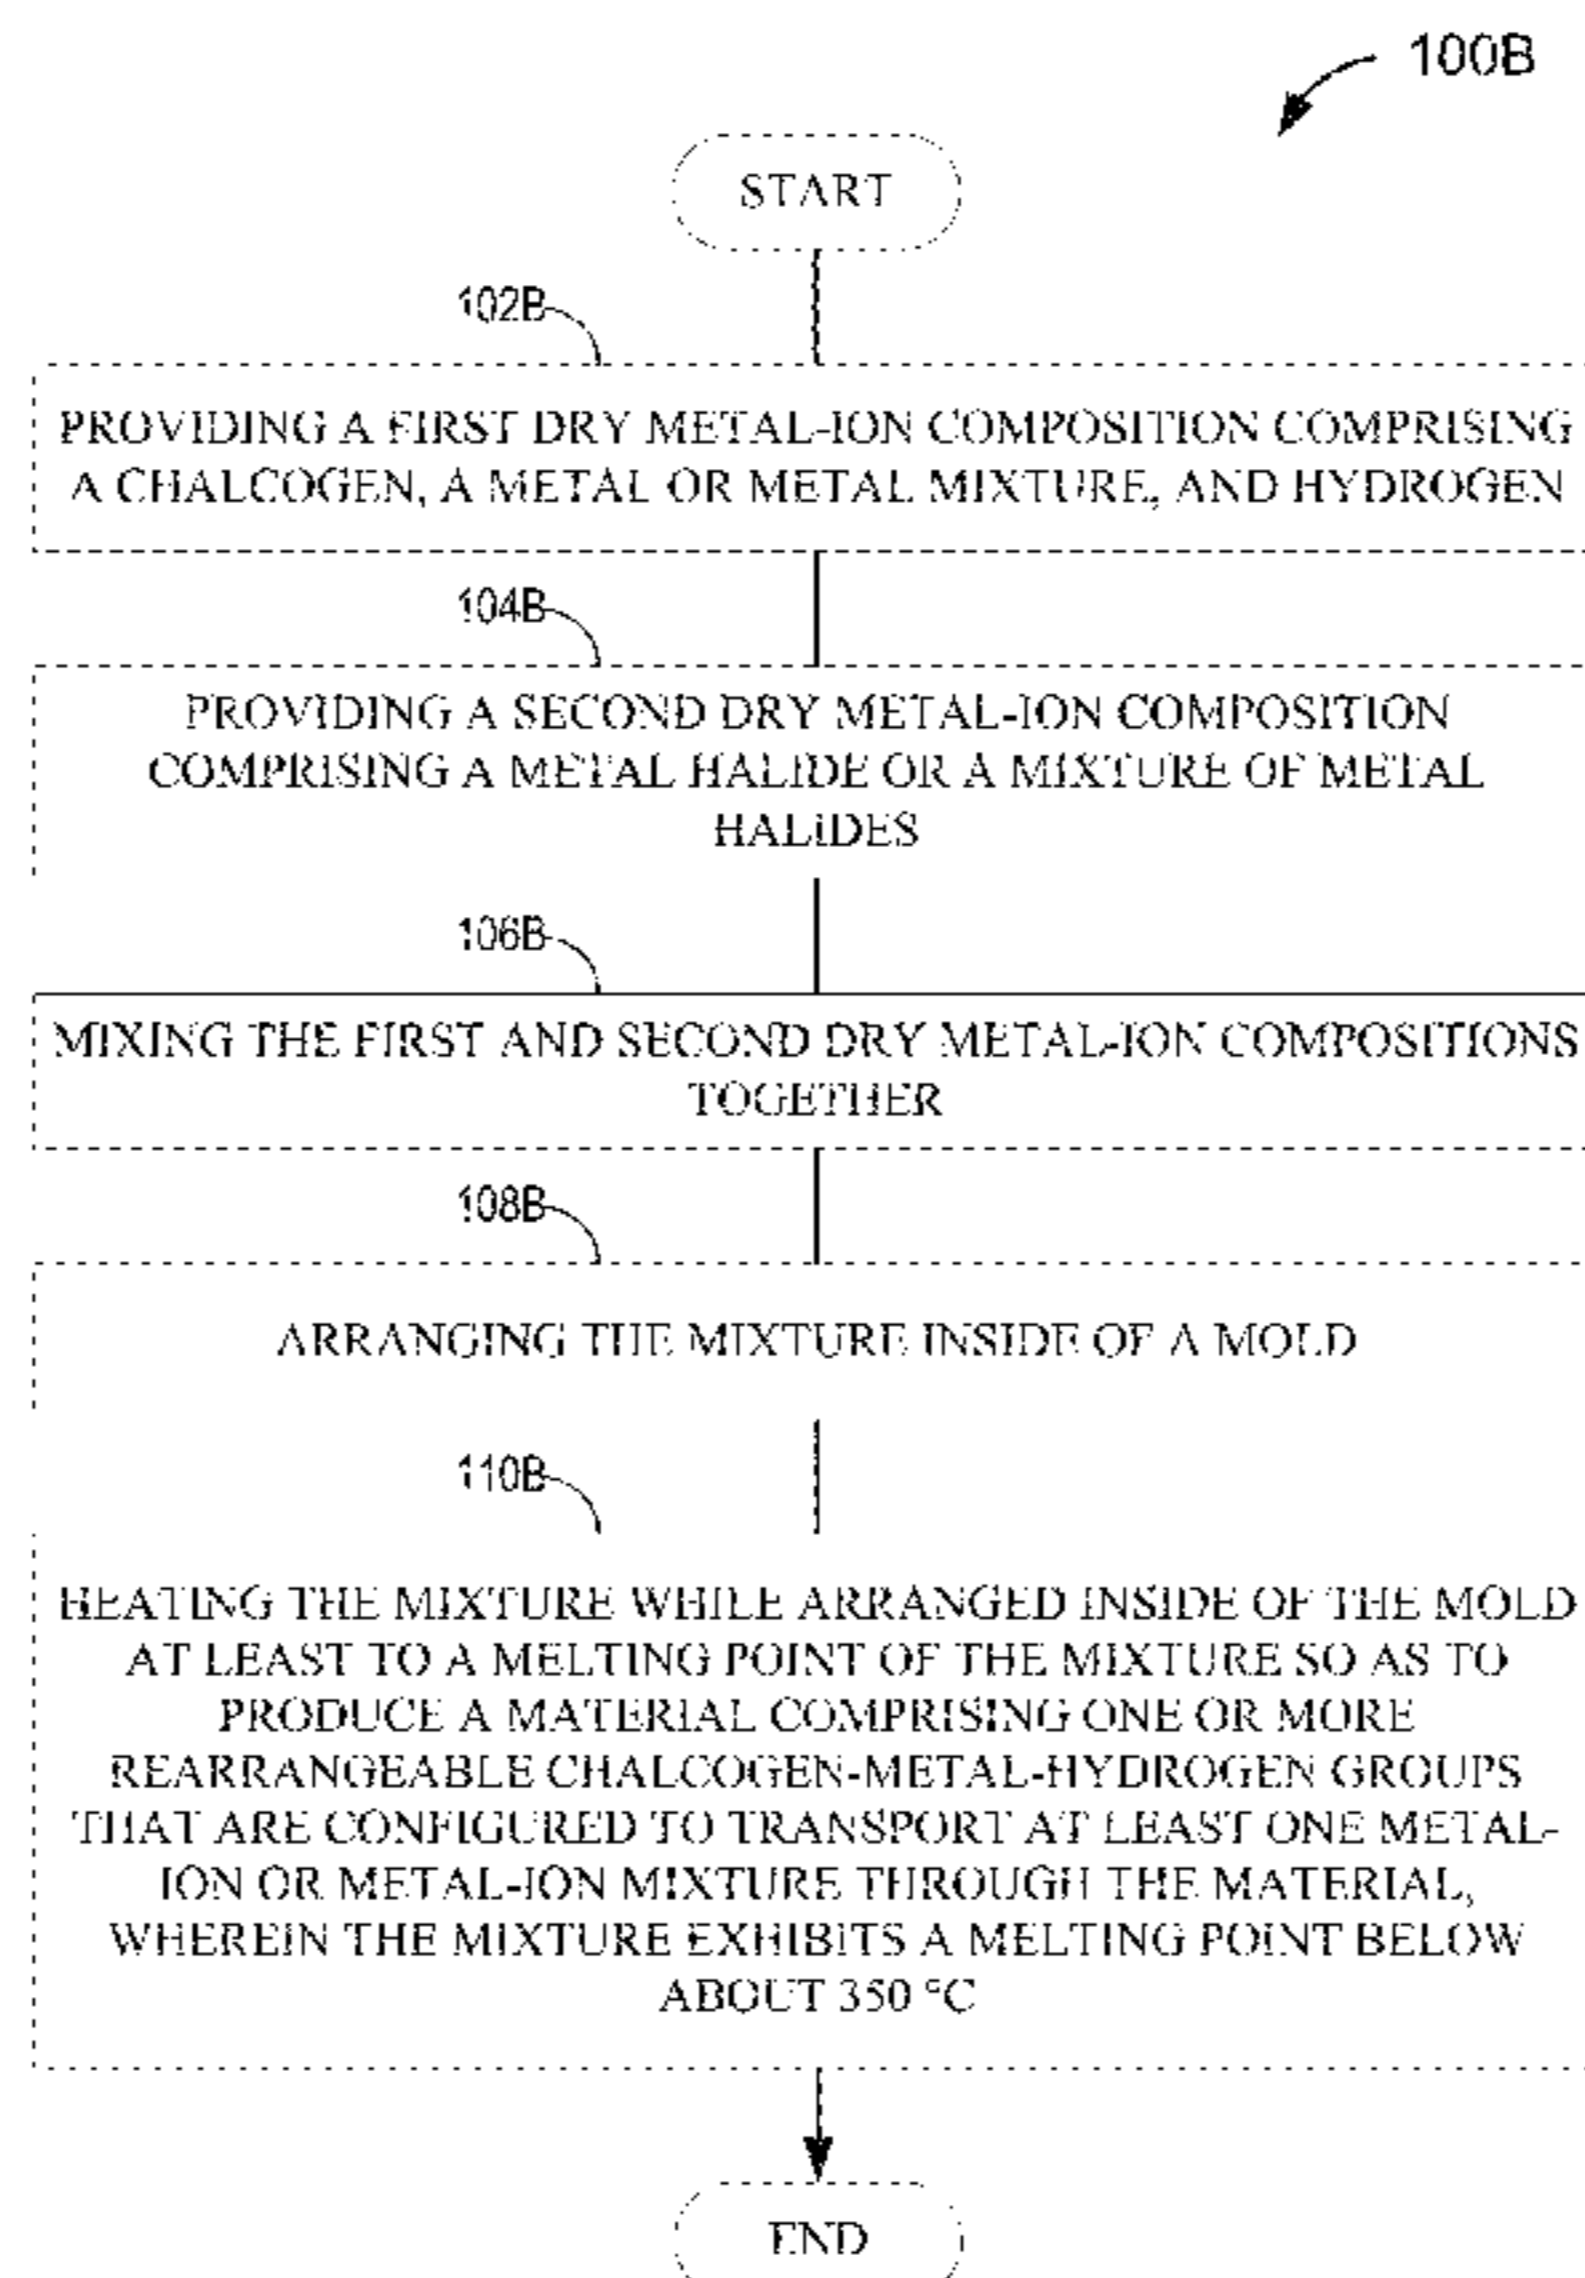 100B
START
102B
PROVIDING A FIRST DRY METAL-ION COMPOSITION COMPRISING
A CHALCOGEN, A METAL OR METAL MIXTURE, AND HYDROGEN
104B
PROVIDING A SECOND DRY METAL-ION COMPOSITION
COMPRISING A METAL HALIDE OR A MIXTURE OF METAL
HALIDES
106B
MIXING THE FIRST AND SECOND DRY METAL-ION COMPOSITIONS
TOGETHER
108B
ARRANGING THE MIXTURE INSIDE OF A MOLD
110B
HEATING THE MIXTURE WHILE ARRANGED INSIDE OF THE MOLD
AT LEAST TO A MELTING POINT OF THE MIXTURE SO AS TO
PRODUCE A MATERIAL COMPRISING ONE OR MORE
REARRANGEABLE CHALCOGEN-METAL-HYDROGEN GROUPS
THAT ARE CONFIGURED TO TRANSPORT AT LEAST ONE METAL-
ION OR METAL-ION MIXTURE THROUGH THE MATERIAL,
WHEREIN THE MIXTURE EXHIBITS A MELTING POINT BELOW
ABOUT 350 °C
END